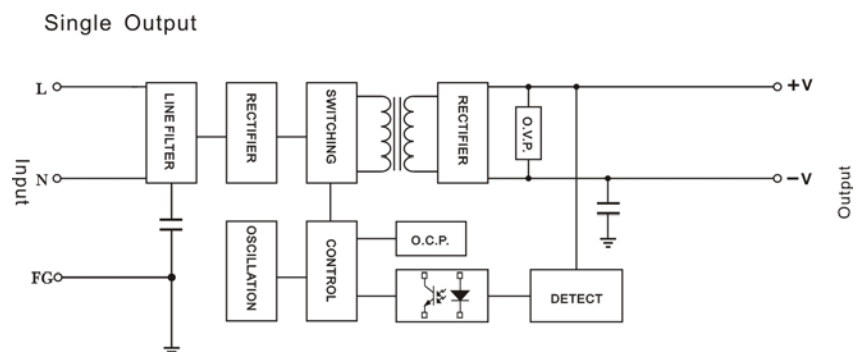 Single Output
L
N
FG
Input
LINE FILTER
RECTIFIER
SWITCHING
RECTIFIER
O.V.P.
+V
−V
Output
OSCILLATION
CONTROL
O.C.P.
DETECT